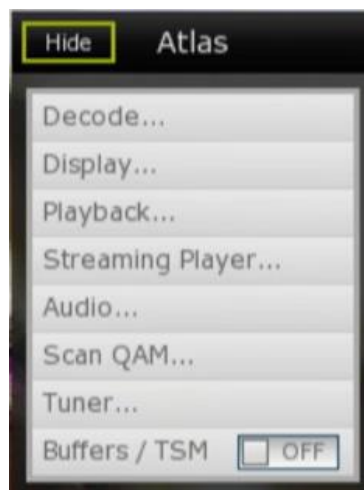 Hide Atlas
Decode...
Display...
Playback...
Streaming Player...
Audio...
Scan QAM...
Tuner...
Buffers / TSM OFF